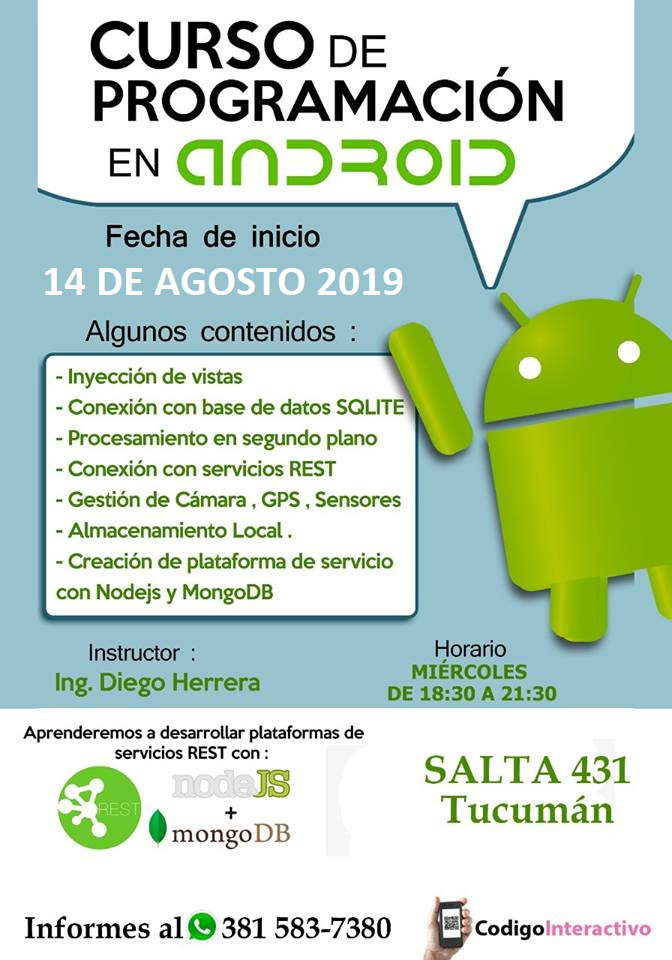 CURSO DE
PROGRAMACIÓN
EN ANDROID
Fecha de inicio
14 DE AGOSTO 2019
Algunos contenidos :
- Inyección de vistas
- Conexión con base de datos SQLITE
- Procesamiento en segundo plano
- Conexión con servicios REST
- Gestión de Cámara , GPS , Sensores
- Almacenamiento Local .
- Creación de plataforma de servicio
con Nodejs y MongoDB
Instructor :
Ing. Diego Herrera
Horario
MIÉRCOLES
DE 18:30 A 21:30
Aprenderemos a desarrollar plataformas de
servicios REST con :
REST
nodeJS
+
mongoDB
SALTA 431
Tucumán
Informes al 381 583-7380
CodigoInteractivo